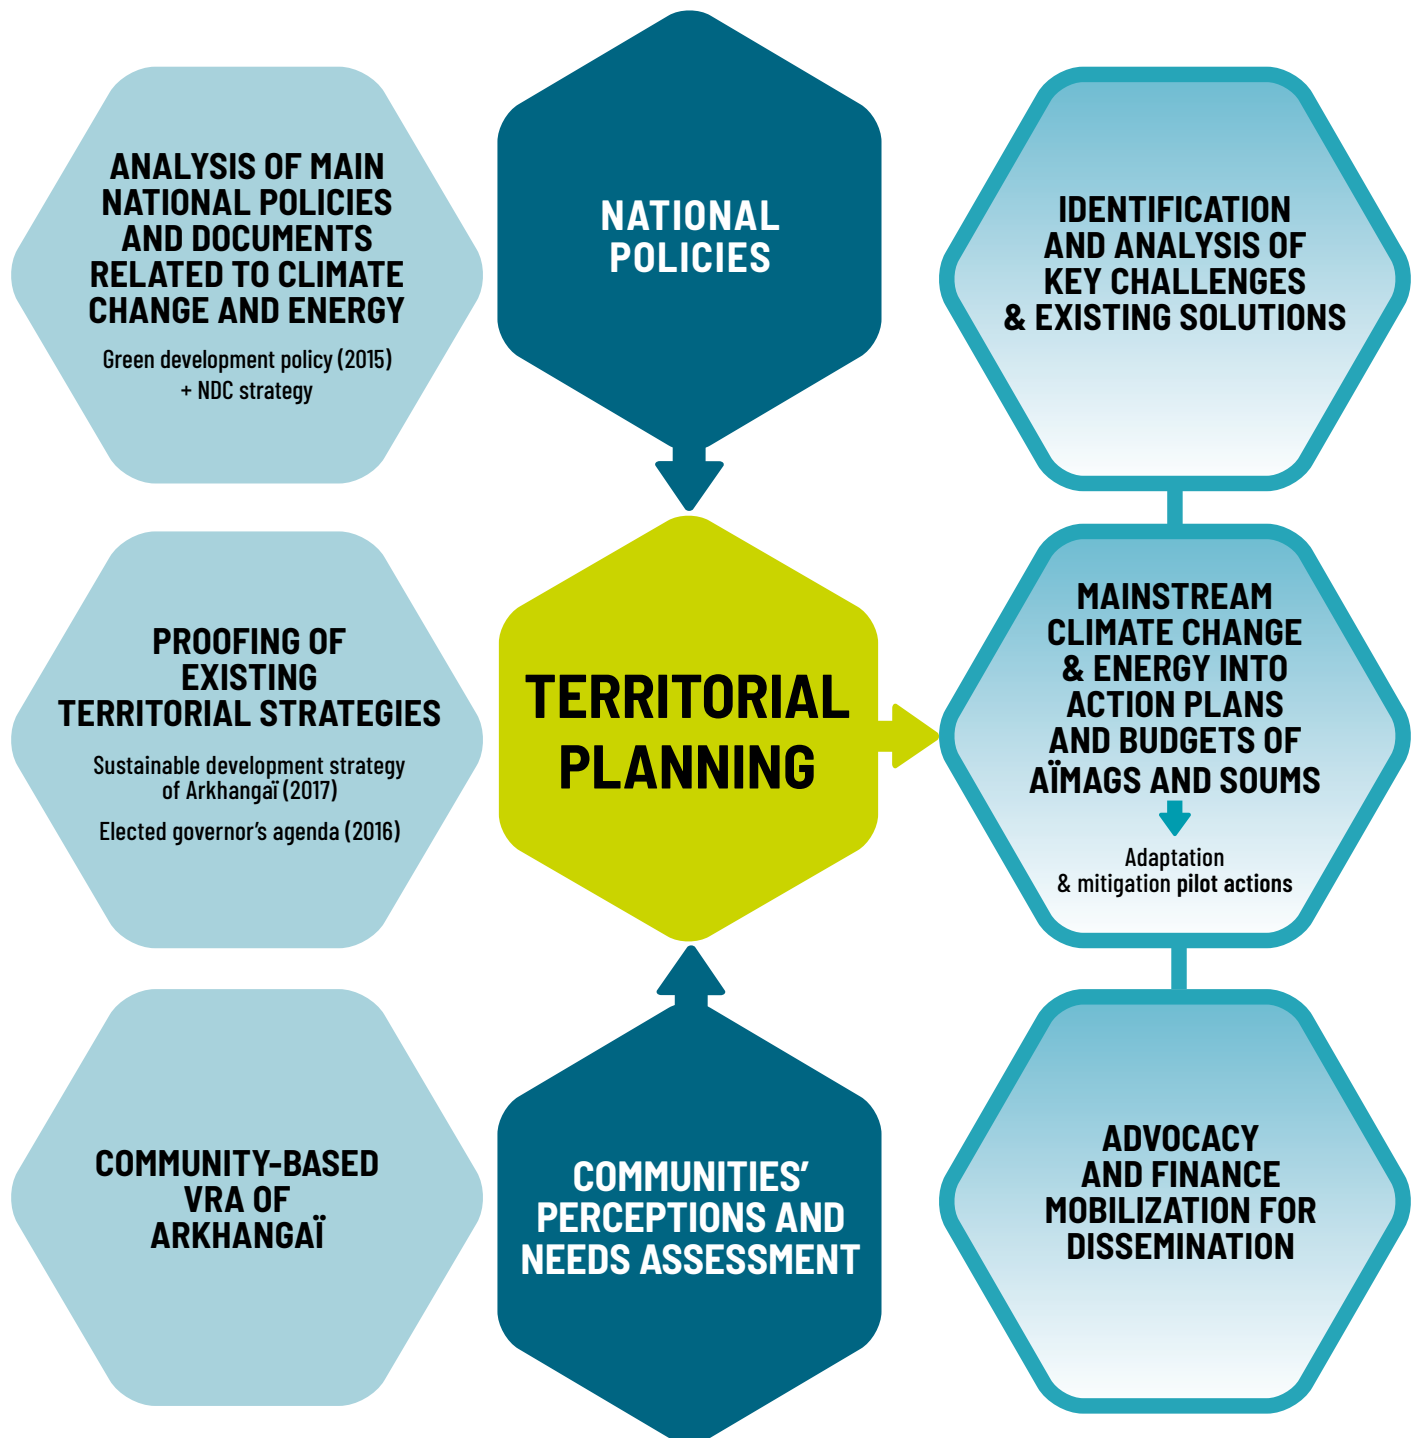 ANALYSIS OF MAIN
NATIONAL POLICIES
AND DOCUMENTS
RELATED TO CLIMATE
CHANGE AND ENERGY
Green development policy (2015)
+ NDC strategy
NATIONAL
POLICIES
IDENTIFICATION
AND ANALYSIS OF
KEY CHALLENGES
& EXISTING SOLUTIONS
PROOFING OF
EXISTING
TERRITORIAL STRATEGIES
Sustainable development strategy
of Arkhangaï (2017)
Elected governor's agenda (2016)
TERRITORIAL
PLANNING
MAINSTREAM
CLIMATE CHANGE
& ENERGY INTO
ACTION PLANS
AND BUDGETS OF
AÏMAGS AND SOUMS
Adaptation
& mitigation pilot actions
COMMUNITY-BASED
VRA OF
ARKHANGAÏ
COMMUNITIES'
PERCEPTIONS AND
NEEDS ASSESSMENT
ADVOCACY
AND FINANCE
MOBILIZATION FOR
DISSEMINATION